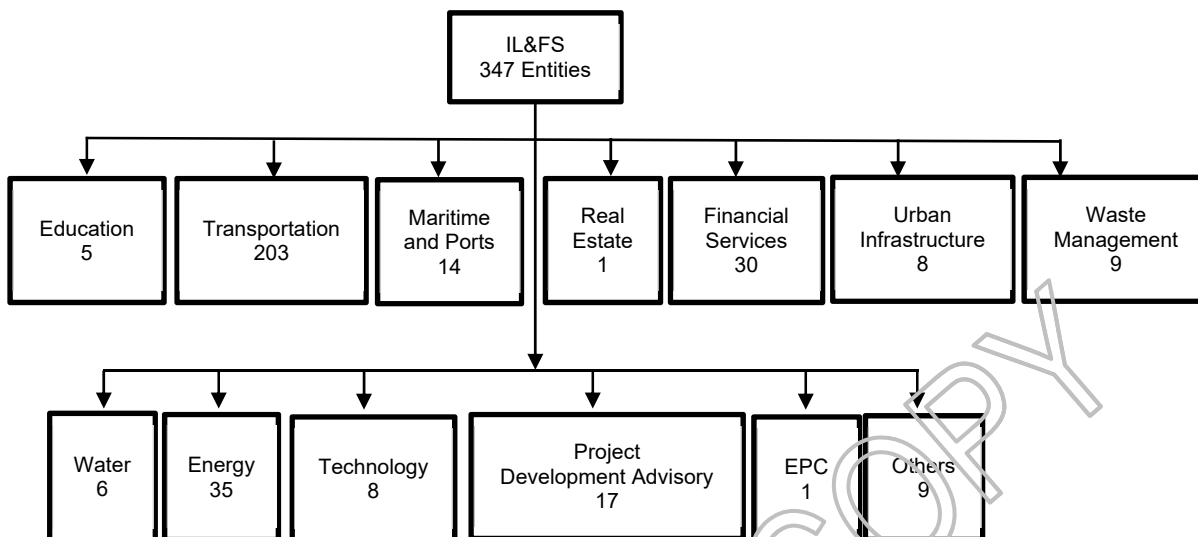 IL&FS
347 Entities
Education
5
Transportation
203
Maritime
and Ports
14
Real
Estate
1
Financial
Services
30
Urban
Infrastructure
8
Waste
Management
9
Water
6
Energy
35
Technology
8
Project
Development Advisory
17
EPC
1
Others
9
COPY